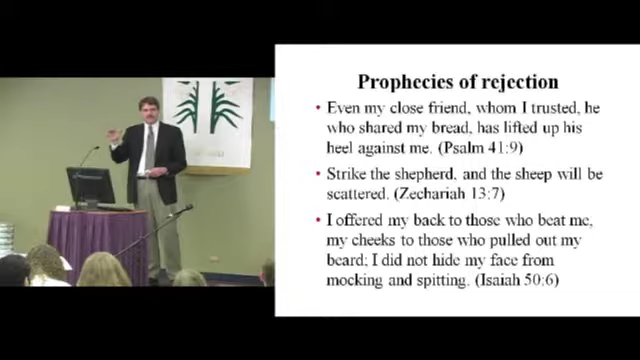 Prophecies of rejection
• Even my close friend, whom I trusted, he
who shared my bread, has lifted up his
heel against me. (Psalm 41:9)
• Strike the shepherd, and the sheep will be
scattered. (Zechariah 13:7)
• I offered my back to those who beat me,
my cheeks to those who pulled out my
beard; I did not hide my face from
mocking and spitting. (Isaiah 50:6)